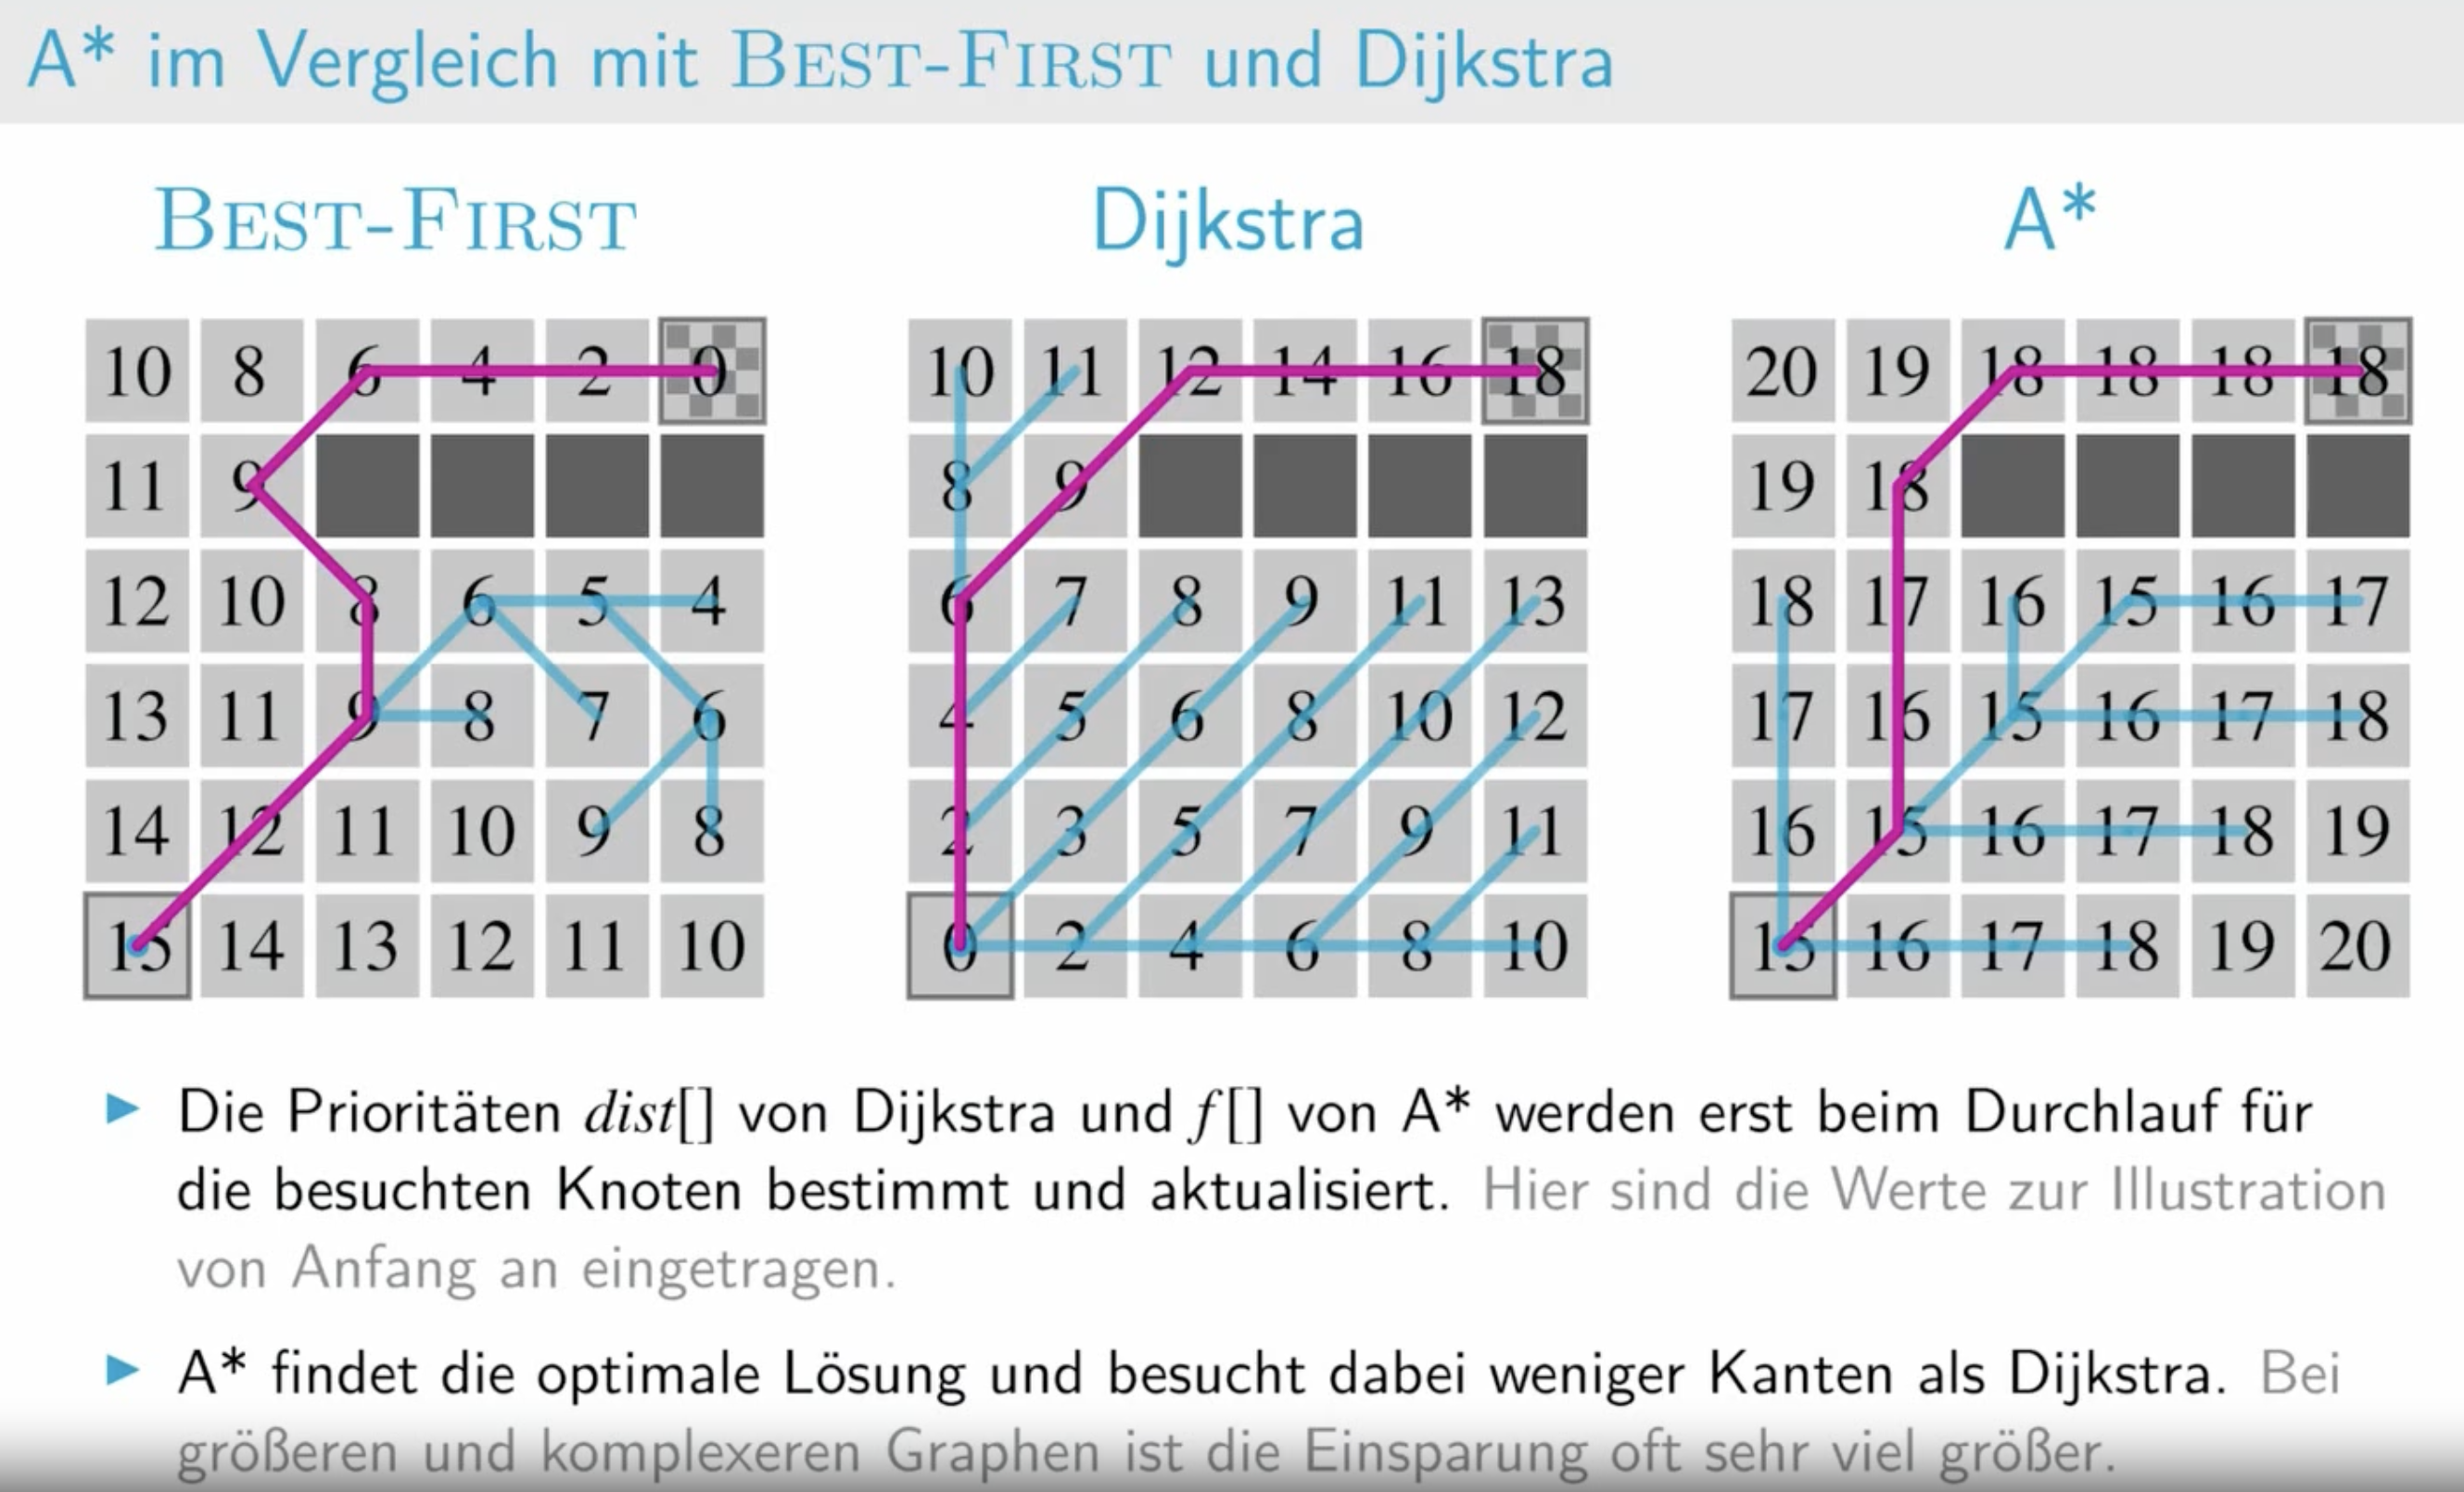 A* im Vergleich mit BEST-FIRST und Dijkstra
BEST-FIRST
10 8 6 4 2 0
11 9
12 10 8 6 5 4
13 11 9 8 7 6
14 12 11 10 9 8
15 14 13 12 11 10
Dijkstra
10 11 12 14 16 18
8 9
6 7 8 9 11 13
4 5 6 8 10 12
2 3 5 7 9 11
0 2 4 6 8 10
A*
20 19 18 18 18 18
19 18
18 17 16 15 16 17
17 16 15 16 17 18
16 15 16 17 18 19
15 16 17 18 19 20
Die Prioritäten dist[] von Dijkstra und f[] von A* werden erst beim Durchlauf für
die besuchten Knoten bestimmt und aktualisiert. Hier sind die Werte zur Illustration
von Anfang an eingetragen.
A* findet die optimale Lösung und besucht dabei weniger Kanten als Dijkstra. Bei
größeren und komplexeren Graphen ist die Einsparung oft sehr viel größer.